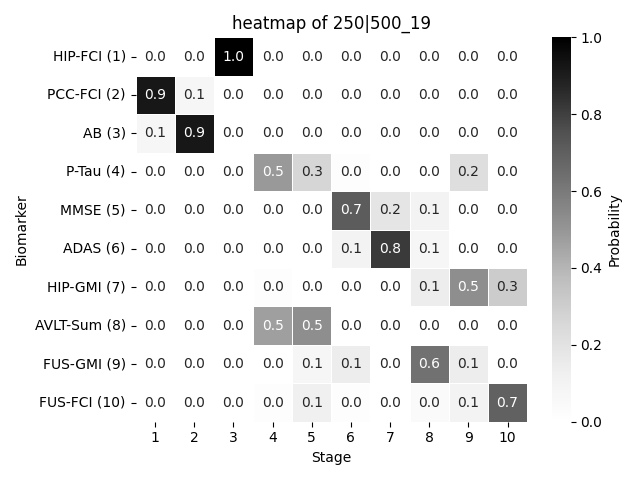 heatmap of 250|500_19
HIP-FCI (1) 0.0 0.0 1.0 0.0 0.0 0.0 0.0 0.0 0.0 0.0
PCC-FCI (2) 0.9 0.1 0.0 0.0 0.0 0.0 0.0 0.0 0.0 0.0
AB (3) 0.1 0.9 0.0 0.0 0.0 0.0 0.0 0.0 0.0 0.0
P-Tau (4) 0.0 0.0 0.0 0.5 0.3 0.0 0.0 0.0 0.2 0.0
MMSE (5) 0.0 0.0 0.0 0.0 0.0 0.7 0.2 0.1 0.0 0.0
ADAS (6) 0.0 0.0 0.0 0.0 0.0 0.1 0.8 0.1 0.0 0.0
HIP-GMI (7) 0.0 0.0 0.0 0.0 0.0 0.0 0.0 0.1 0.5 0.3
AVLT-Sum (8) 0.0 0.0 0.0 0.5 0.5 0.0 0.0 0.0 0.0 0.0
FUS-GMI (9) 0.0 0.0 0.0 0.0 0.1 0.1 0.0 0.6 0.1 0.0
FUS-FCI (10) 0.0 0.0 0.0 0.0 0.1 0.0 0.0 0.0 0.1 0.7
1 2 3 4 5 6 7 8 9 10
Stage
Biomarker
1.0
0.8
0.6
0.4
0.2
0.0
Probability